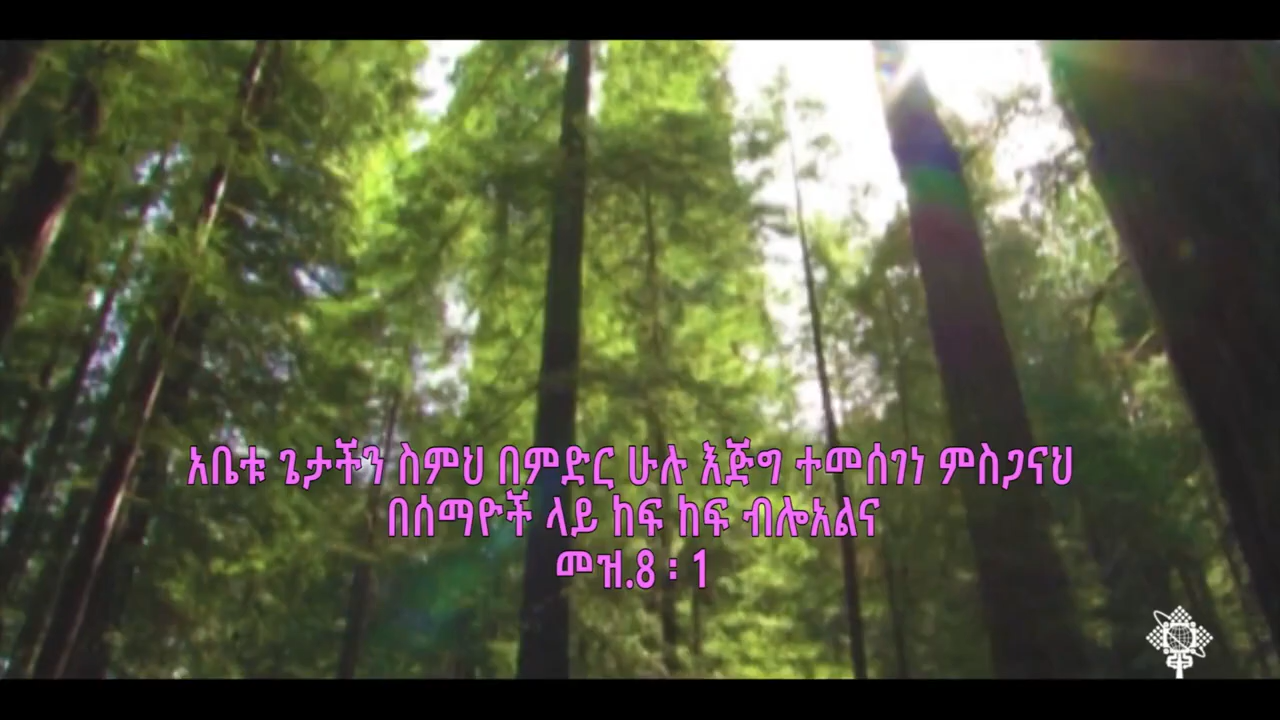 አቤቱ ጌታችን ስምህ በምድር ሁሉ እጅግ ተመሰገነ ምስጋናህ
በሰማዮች ላይ ከፍ ከፍ ብሎአልና
መዝ.8 ፡ 1